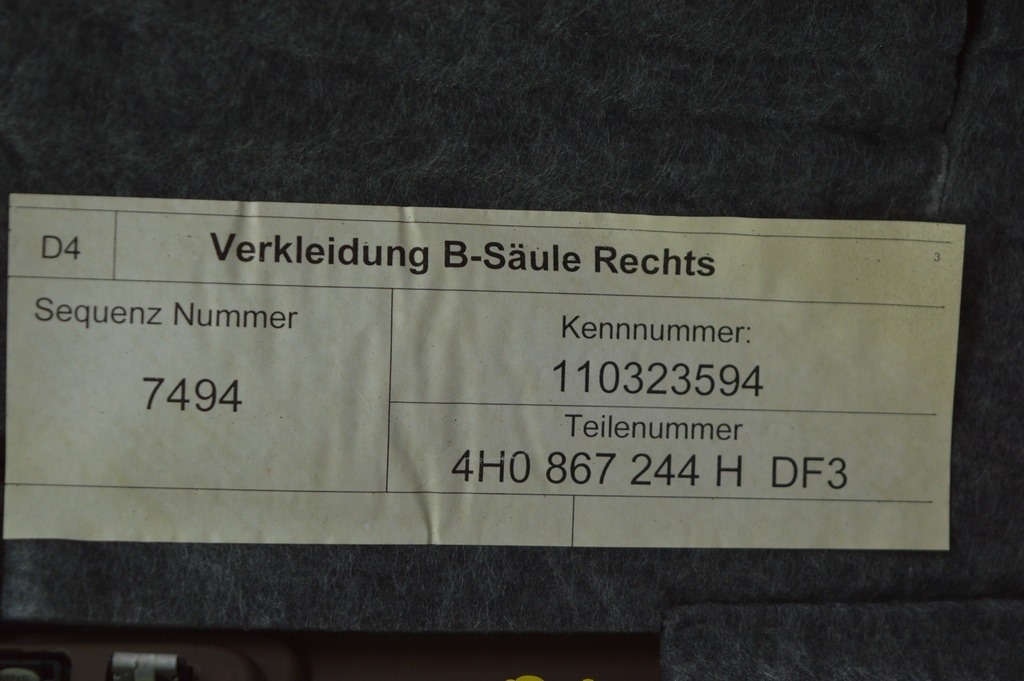 D4 Verkleidung B-Säule Rechts 3
Sequenz Nummer
7494
Kennnummer:
110323594
Teilenummer
4H0 867 244 H DF3